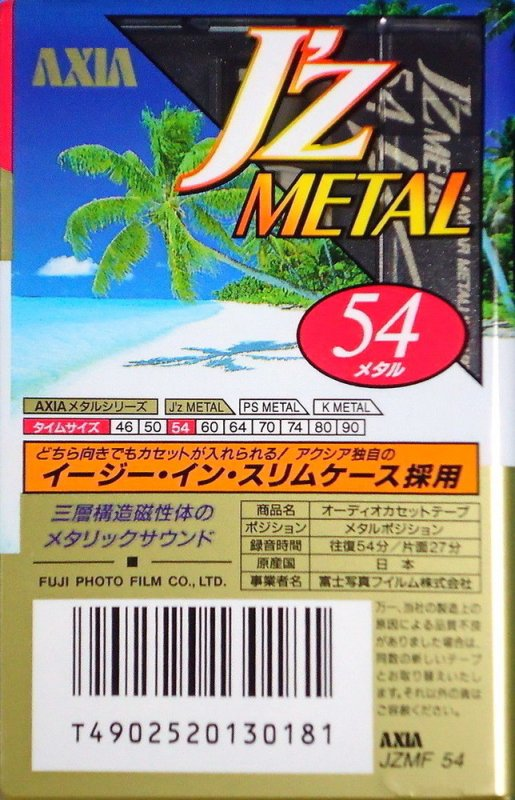 AXIA
J'z
METAL
54
メタル
AXIAメタルシリーズ J'z METAL PS METAL K METAL
タイムサイズ 46 50 54 60 64 70 74 80 90
どちら向きでもカセットが入れられる! アクシア独自の
イージー・イン・スリムケース採用
三層構造磁性体の
メタリックサウンド
FUJI PHOTO FILM CO., LTD.
商品名 オーディオカセットテープ
ポジション メタルポジション
録音時間 往復54分/片面27分
原産国 日本
事業者名 富士写真フイルム株式会社
万一、当社の製造上の
原因による品質不良
がありました場合は、
同数の新しいテープ
とお取り替えいたし
ます。それ以外の責は
ご容赦ください。
T4902520130181
AXIA
JZMF 54